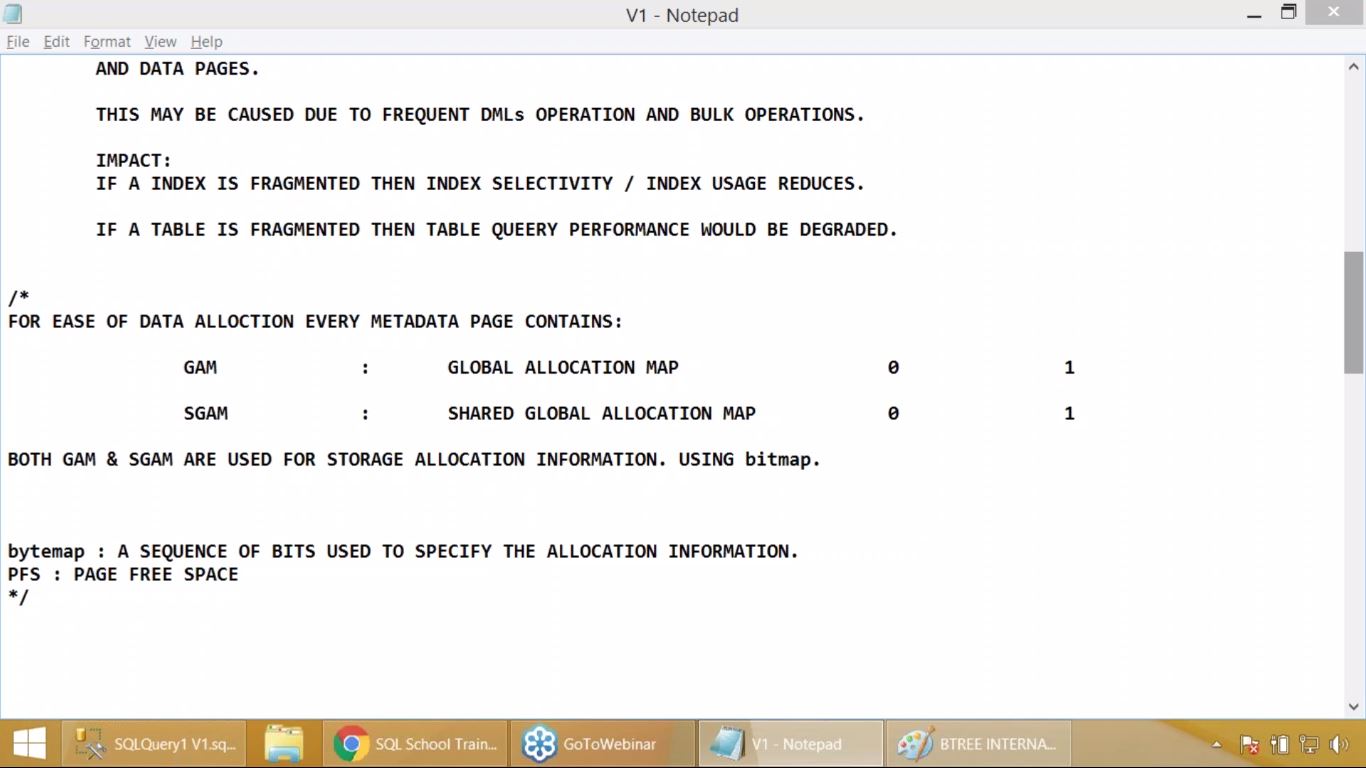 V1 - Notepad
File Edit Format View Help
AND DATA PAGES.
THIS MAY BE CAUSED DUE TO FREQUENT DMLs OPERATION AND BULK OPERATIONS.
IMPACT:
IF A INDEX IS FRAGMENTED THEN INDEX SELECTIVITY / INDEX USAGE REDUCES.
IF A TABLE IS FRAGMENTED THEN TABLE QUEERY PERFORMANCE WOULD BE DEGRADED.
/*
FOR EASE OF DATA ALLOCTION EVERY METADATA PAGE CONTAINS:
GAM : GLOBAL ALLOCATION MAP 0 1
SGAM : SHARED GLOBAL ALLOCATION MAP 0 1
BOTH GAM & SGAM ARE USED FOR STORAGE ALLOCATION INFORMATION. USING bitmap.
bytemap : A SEQUENCE OF BITS USED TO SPECIFY THE ALLOCATION INFORMATION.
PFS : PAGE FREE SPACE
*/
SQLQuery1 V1.sq... SQL School Train... GoToWebinar V1 - Notepad BTREE INTERNA...